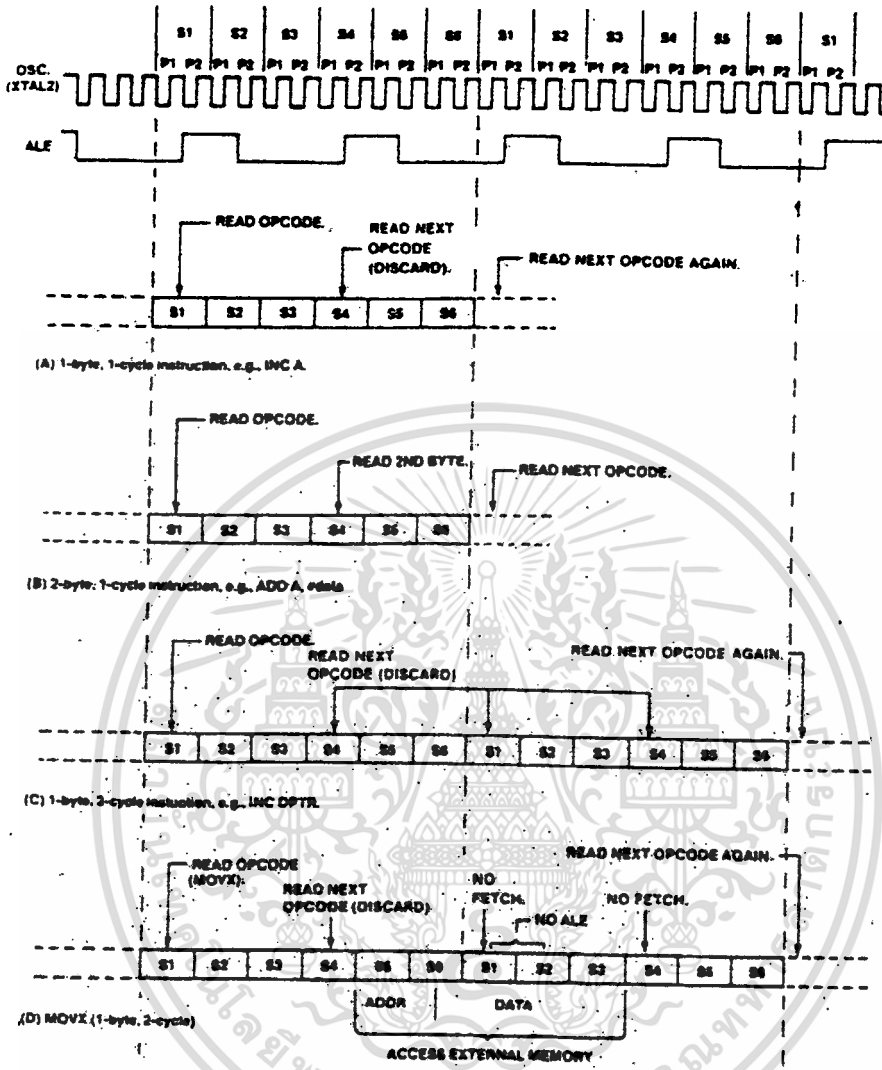 S1 S2 S3 S4 S5 S6 S1 S2 S3 S4 S5 S6 S1
P1 P2 P1 P2 P1 P2 P1 P2 P1 P2 P1 P2 P1 P2 P1 P2 P1 P2 P1 P2 P1 P2 P1 P2 P1 P2
OSC.
(XTAL2)
ALE
READ OPCODE.
READ NEXT
OPCODE
(DISCARD).
READ NEXT OPCODE AGAIN.
S1 S2 S3 S4 S5 S6
(A) 1-byte, 1-cycle instruction, e.g., INC A.
READ OPCODE.
READ 2ND BYTE.
READ NEXT OPCODE.
S1 S2 S3 S4 S5 S6
(B) 2-byte, 1-cycle instruction, e.g., ADD A,
READ OPCODE.
READ NEXT
OPCODE (DISCARD)
READ NEXT OPCODE AGAIN.
S1 S2 S3 S4 S5 S6 S1 S2 S3 S4 S5 S6
(C) 1-byte, 2-cycle instuction, e.g., INC DPTR.
READ OPCODE
(MOVX).
READ NEXT
OPCODE (DISCARD)
NO
FETCH.
NO ALE
NO FETCH.
READ NEXT OPCODE AGAIN.
S1 S2 S3 S4 S5 S6 S1 S2 S3 S4 S5 S6
ADDR
DATA
(D) MOVX (1-byte, 2-cycle)
ACCESS EXTERNAL MEMORY